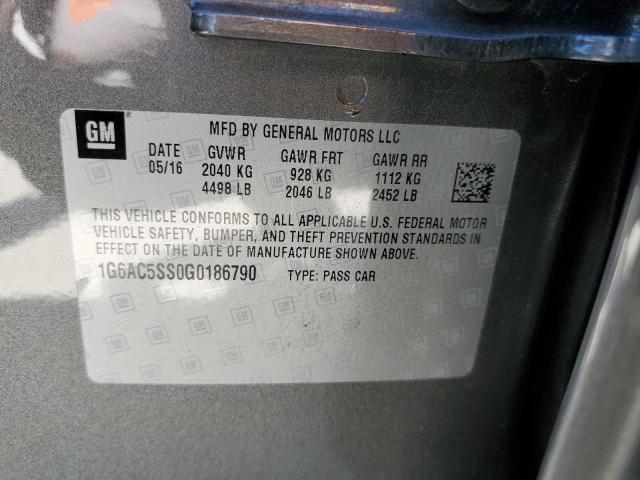 GM
MFD BY GENERAL MOTORS LLC
DATE GVWR GAWR FRT GAWR RR
05/16 2040 KG 928 KG 1112 KG
4498 LB 2046 LB 2452 LB
THIS VEHICLE CONFORMS TO ALL APPLICABLE U.S. FEDERAL MOTOR
VEHICLE SAFETY, BUMPER, AND THEFT PREVENTION STANDARDS IN
EFFECT ON THE DATE OF MANUFACTURE SHOWN ABOVE.
1G6AC5SS0G0186790 TYPE: PASS CAR